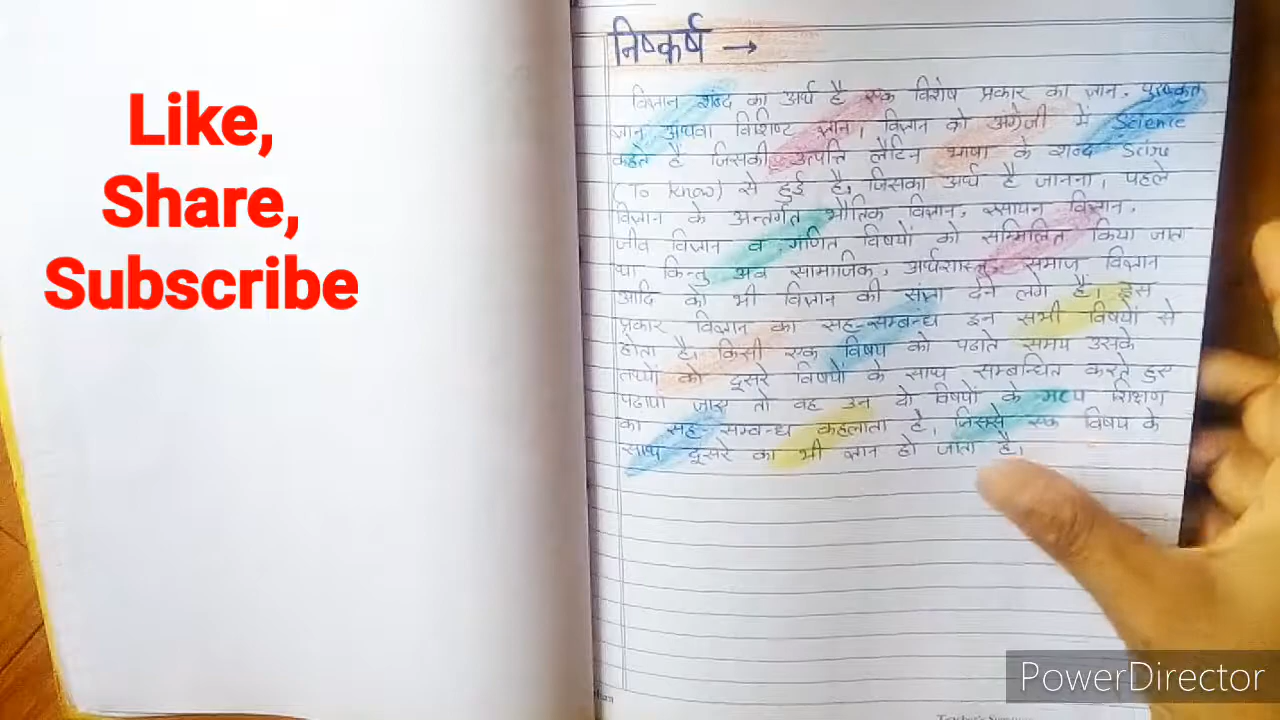 Like,
Share,
Subscribe
निष्कर्ष →
विज्ञान शब्द का अर्थ है एक विशेष प्रकार का ज्ञान, पुरष्कृत
ज्ञान अथवा विशिष्ट ज्ञान। विज्ञान को अंग्रेजी में Science
कहते हैं जिसकी उत्पत्ति लैटिन भाषा के शब्द Scire
(To Know) से हुई है, जिसका अर्थ है जानना। पहले
विज्ञान के अन्तर्गत भौतिक विज्ञान, रसायन विज्ञान,
जीव विज्ञान व गणित विषयों को सम्मिलित किया जाता
था किन्तु अब सामाजिक, अर्थशास्त्र, समाज विज्ञान
आदि को भी विज्ञान की संज्ञा देने लगे हैं। इस
प्रकार विज्ञान का सह-सम्बन्ध इन सभी विषयों से
होता है। किसी एक विषय को पढाते समय उसके
तथ्यों को दूसरे विषयों के साथ सम्बन्धित करते हुए
पढाया जाए तो वह उन दो विषयों के मध्य शिक्षण
का सह-सम्बन्ध कहलाता है, जिससे एक विषय के
साथ दूसरे का भी ज्ञान हो जाता है।
PowerDirector